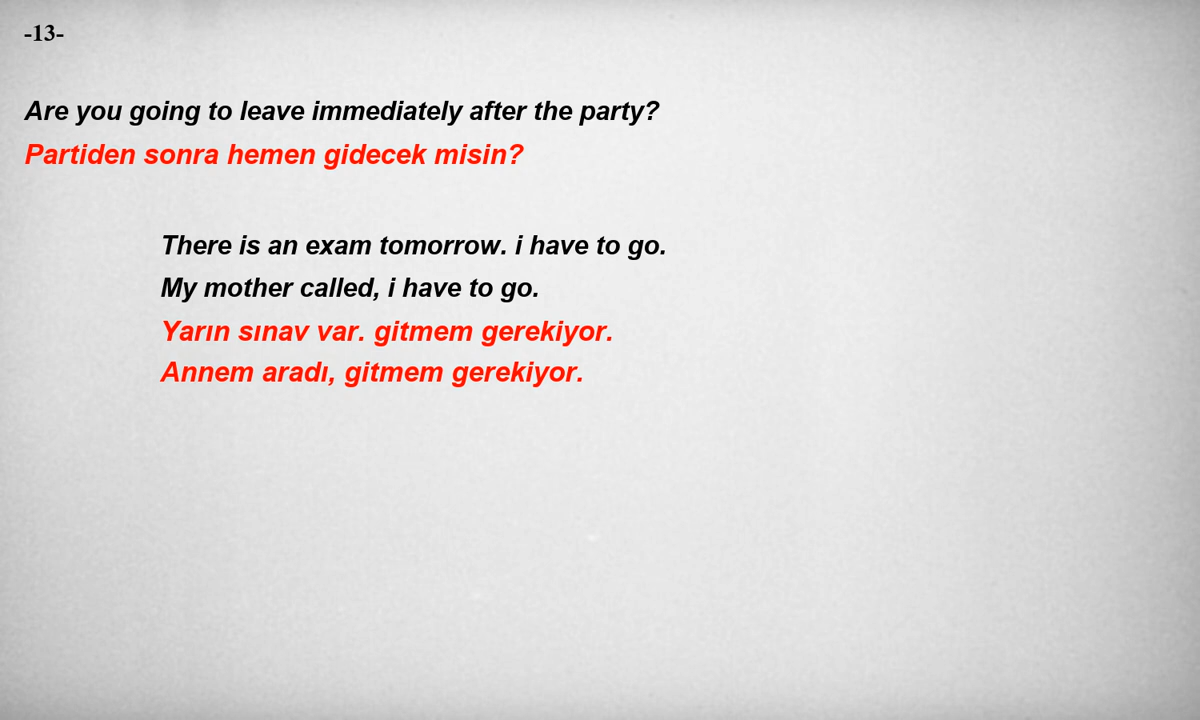 -13-
Are you going to leave immediately after the party?
Partiden sonra hemen gidecek misin?
There is an exam tomorrow. i have to go.
My mother called, i have to go.
Yarın sınav var. gitmem gerekiyor.
Annem aradı, gitmem gerekiyor.